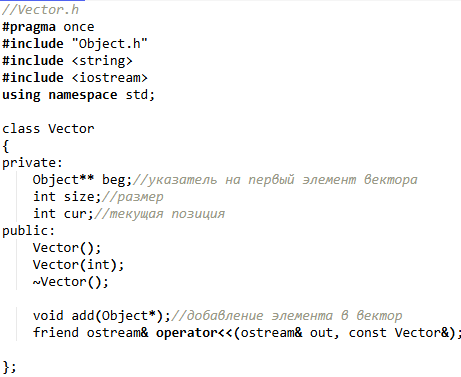 //Vector.h
#pragma once
#include "Object.h"
#include <string>
#include <iostream>
using namespace std;
class Vector
{
private:
Object** beg;//указатель на первый элемент вектора
int size;//размер
int cur;//текущая позиция
public:
Vector();
Vector(int);
~Vector();
void add(Object*);//добавление элемента в вектор
friend ostream& operator<<(ostream& out, const Vector&);
};